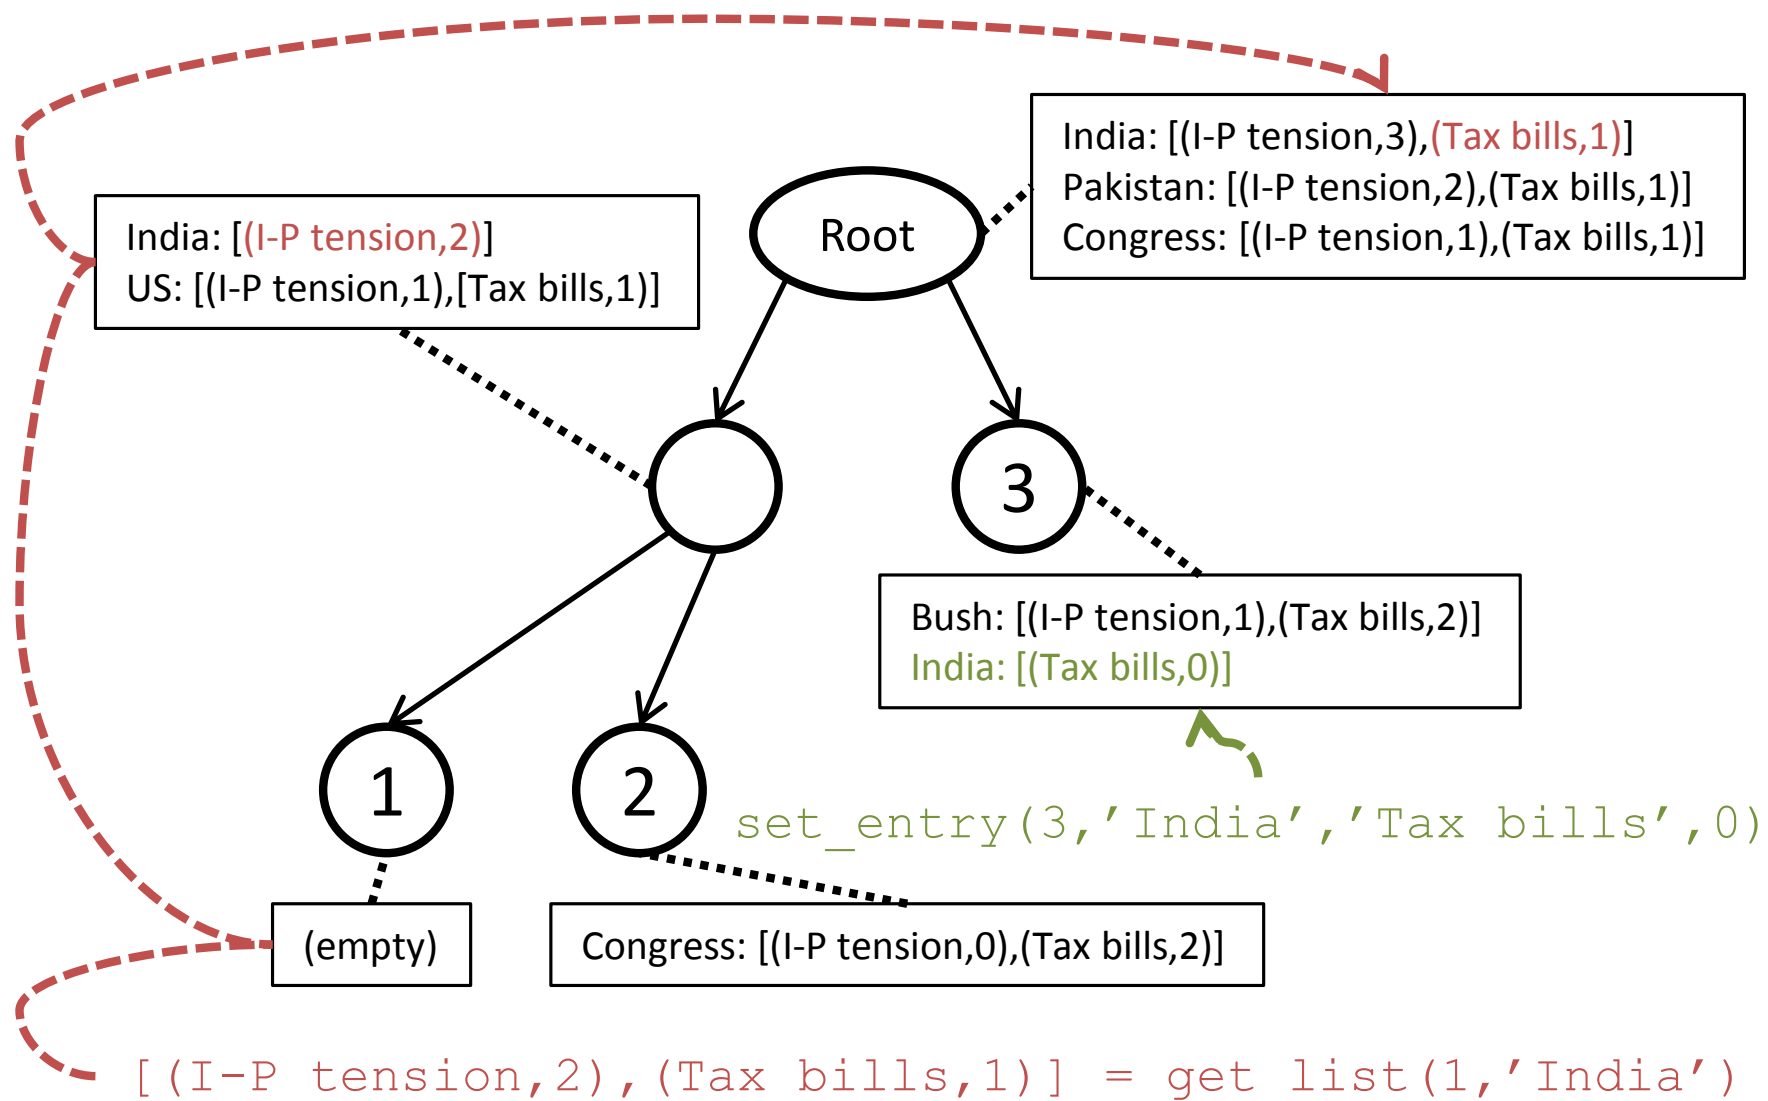 India: [(I-P tension,3),(Tax bills,1)]
Pakistan: [(I-P tension,2),(Tax bills,1)]
Congress: [(I-P tension,1),(Tax bills,1)]
India: [(I-P tension,2)]
US: [(I-P tension,1),[Tax bills,1)]
Root
3
Bush: [(I-P tension,1),(Tax bills,2)]
India: [(Tax bills,0)]
1
2
set_entry(3,'India','Tax bills',0)
(empty)
Congress: [(I-P tension,0),(Tax bills,2)]
[(I-P tension,2),(Tax bills,1)] = get list(1,'India')